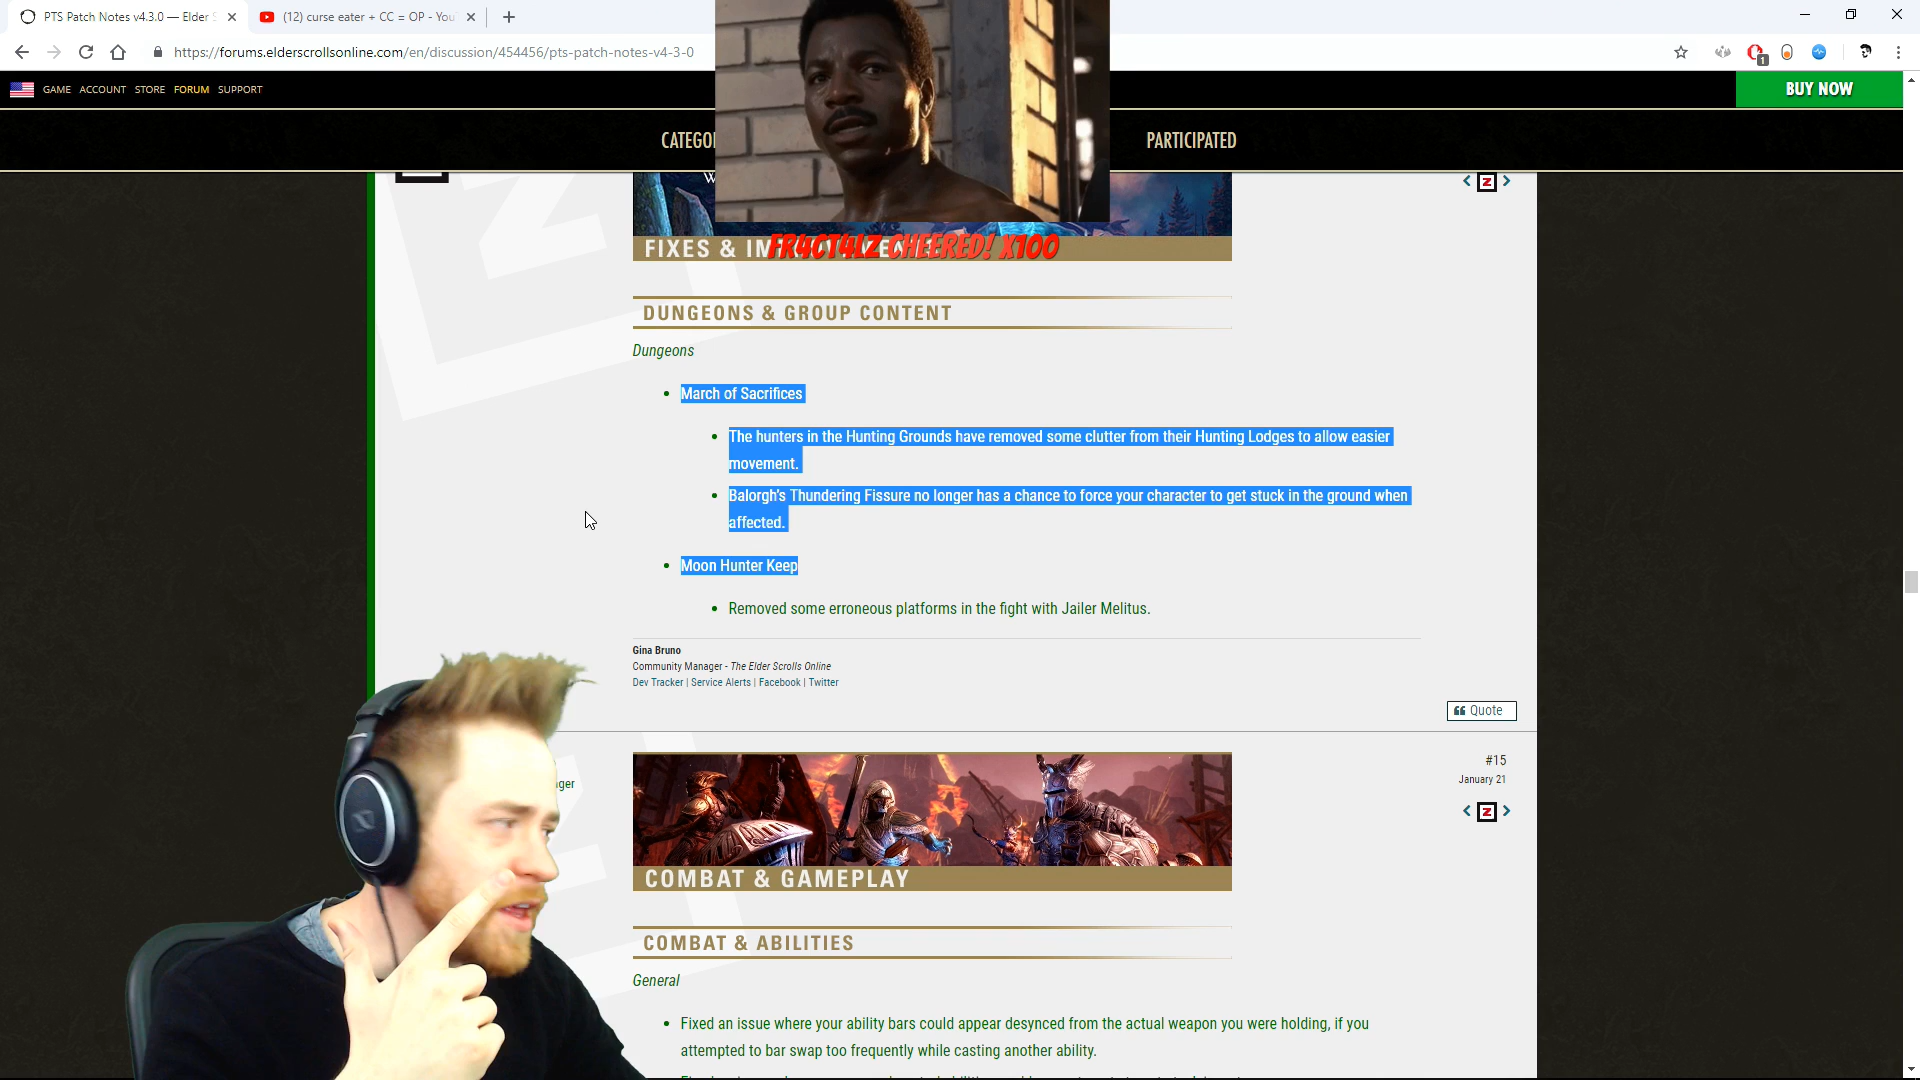 PTS Patch Notes v4.3.0 — Elder S
(12) curse eater + CC = OP - You
https://forums.elderscrollsonline.com/en/discussion/454456/pts-patch-notes-v4-3-0
1
GAME ACCOUNT STORE FORUM SUPPORT
BUY NOW
CATEGO
PARTICIPATED
W
Z
FIXES & IM
FR4CT4LZ CHEERED! X100
DUNGEONS & GROUP CONTENT
Dungeons
March of Sacrifices
The hunters in the Hunting Grounds have removed some clutter from their Hunting Lodges to allow easier
movement.
Balorgh's Thundering Fissure no longer has a chance to force your character to get stuck in the ground when
affected.
Moon Hunter Keep
Removed some erroneous platforms in the fight with Jailer Melitus.
Gina Bruno
Community Manager - The Elder Scrolls Online
Dev Tracker | Service Alerts | Facebook | Twitter
Quote
#15
ger
January 21
Z
COMBAT & GAMEPLAY
COMBAT & ABILITIES
General
Fixed an issue where your ability bars could appear desynced from the actual weapon you were holding, if you
attempted to bar swap too frequently while casting another ability.